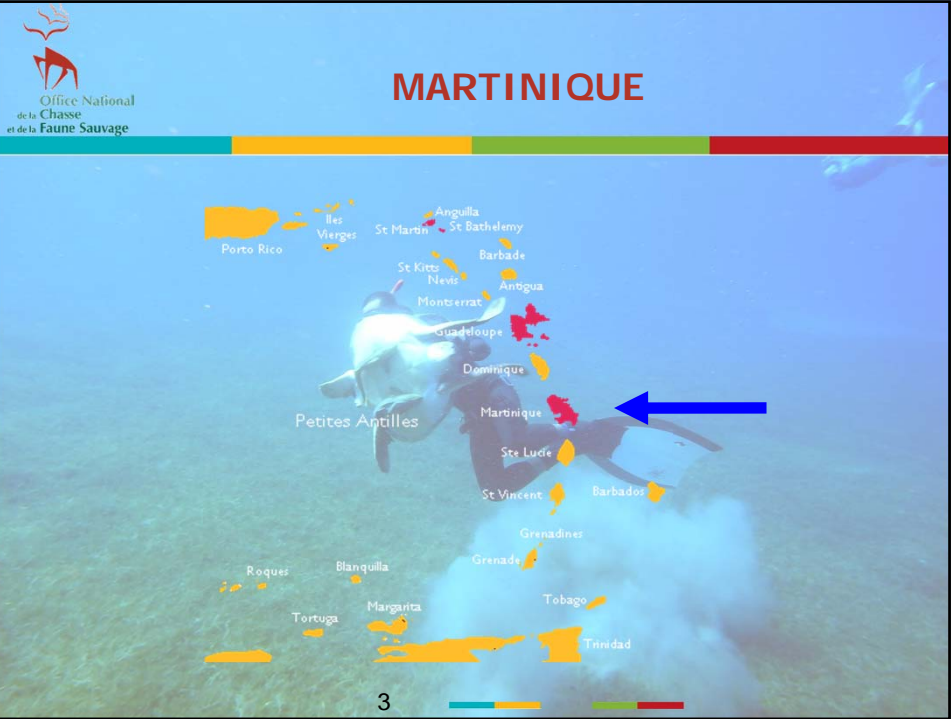 Office National
de la Chasse
et de la Faune Sauvage
MARTINIQUE
Iles
Vierges
Porto Rico
Anguilla
St Martin
St Bathelemy
Barbade
St Kitts
Nevis
Antigua
Montserrat
Guadeloupe
Dominique
Martinique
Petites Antilles
Ste Lucie
St Vincent
Barbados
Grenadines
Grenade
Roques
Blanquilla
Tobago
Tortuga
Margarita
Trinidad
3